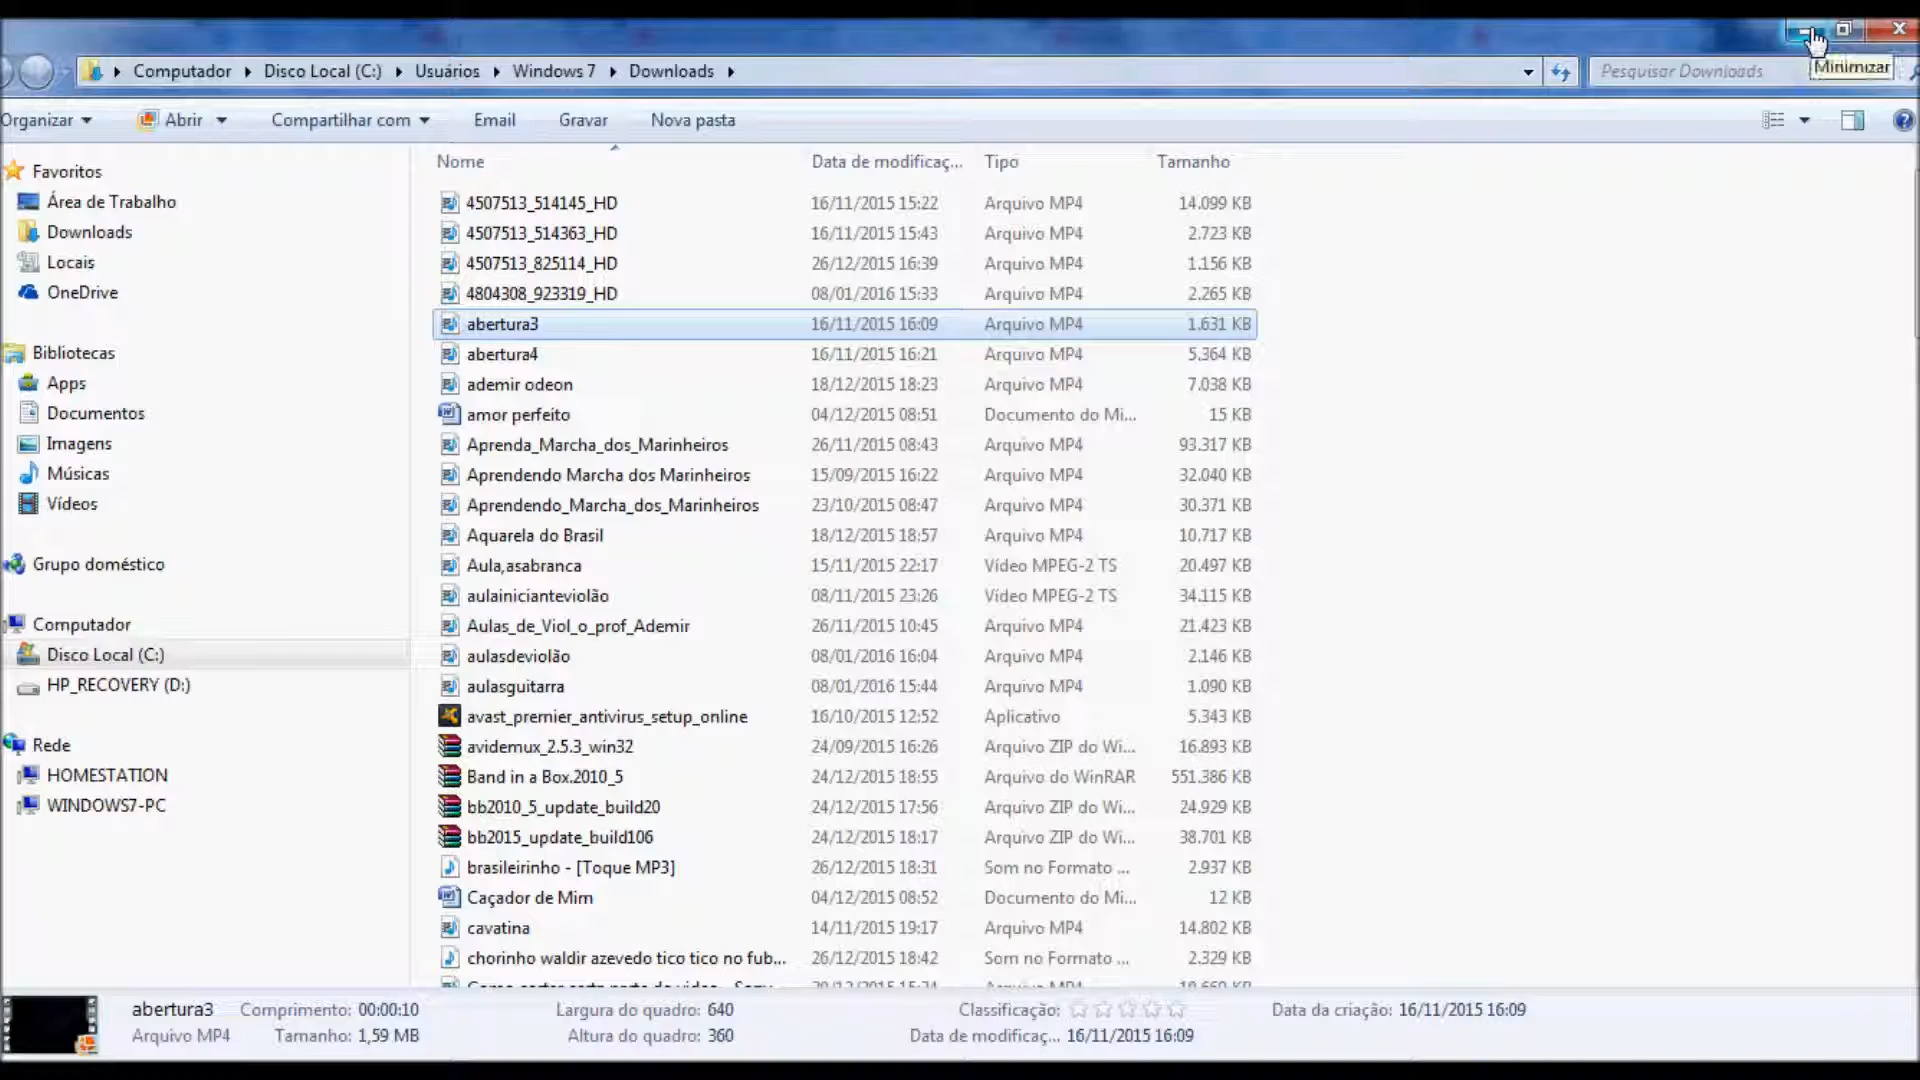 Minimizar
Computador Disco Local (C:) Usuários Windows 7 Downloads Pesquisar Downloads
Organizar Abrir Compartilhar com Email Gravar Nova pasta
Nome Data de modificaç... Tipo Tamanho
Favoritos
Área de Trabalho
Downloads
Locais
OneDrive
Bibliotecas
Apps
Documentos
Imagens
Músicas
Vídeos
Grupo doméstico
Computador
Disco Local (C:)
HP_RECOVERY (D:)
Rede
HOMESTATION
WINDOWS7-PC
4507513_514145_HD 16/11/2015 15:22 Arquivo MP4 14.099 KB
4507513_514363_HD 16/11/2015 15:43 Arquivo MP4 2.723 KB
4507513_825114_HD 26/12/2015 16:39 Arquivo MP4 1.156 KB
4804308_923319_HD 08/01/2016 15:33 Arquivo MP4 2.265 KB
abertura3 16/11/2015 16:09 Arquivo MP4 1.631 KB
abertura4 16/11/2015 16:21 Arquivo MP4 5.364 KB
ademir odeon 18/12/2015 18:23 Arquivo MP4 7.038 KB
amor perfeito 04/12/2015 08:51 Documento do Mi... 15 KB
Aprenda_Marcha_dos_Marinheiros 26/11/2015 08:43 Arquivo MP4 93.317 KB
Aprendendo Marcha dos Marinheiros 15/09/2015 16:22 Arquivo MP4 32.040 KB
Aprendendo_Marcha_dos_Marinheiros 23/10/2015 08:47 Arquivo MP4 30.371 KB
Aquarela do Brasil 18/12/2015 18:57 Arquivo MP4 10.717 KB
Aula,asabranca 15/11/2015 22:17 Vídeo MPEG-2 TS 20.497 KB
aulainicianteviolão 08/11/2015 23:26 Vídeo MPEG-2 TS 34.115 KB
Aulas_de_Viol_o_prof_Ademir 26/11/2015 10:45 Arquivo MP4 21.423 KB
aulasdeviolão 08/01/2016 16:04 Arquivo MP4 2.146 KB
aulasguitarra 08/01/2016 15:44 Arquivo MP4 1.090 KB
avast_premier_antivirus_setup_online 16/10/2015 12:52 Aplicativo 5.343 KB
avidemux_2.5.3_win32 24/09/2015 16:26 Arquivo ZIP do Wi... 16.893 KB
Band in a Box.2010_5 24/12/2015 18:55 Arquivo do WinRAR 551.386 KB
bb2010_5_update_build20 24/12/2015 17:56 Arquivo ZIP do Wi... 24.929 KB
bb2015_update_build106 24/12/2015 18:17 Arquivo ZIP do Wi... 38.701 KB
brasileirinho - [Toque MP3] 26/12/2015 18:31 Som no Formato ... 2.937 KB
Caçador de Mim 04/12/2015 08:52 Documento do Mi... 12 KB
cavatina 14/11/2015 19:17 Arquivo MP4 14.802 KB
chorinho waldir azevedo tico tico no fub... 26/12/2015 18:42 Som no Formato ... 2.329 KB
abertura3 Comprimento: 00:00:10 Largura do quadro: 640 Classificação: Data da criação: 16/11/2015 16:09
Arquivo MP4 Tamanho: 1,59 MB Altura do quadro: 360 Data de modificaç... 16/11/2015 16:09